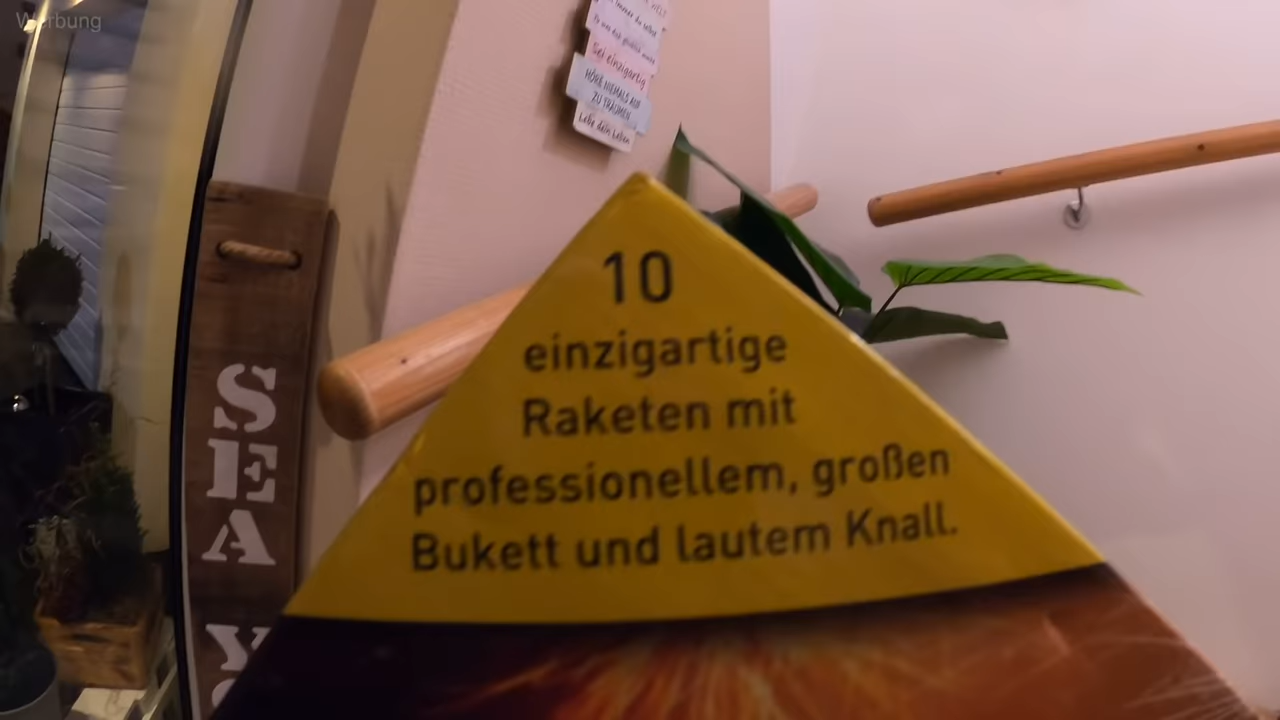 Werbung
Sei einzigartig
HÖRE NIEMALS AUF
ZU TRÄUMEN
Lebe dein Leben
10
einzigartige
Raketen mit
professionellem, großen
Bukett und lautem Knall.
SEA
Y